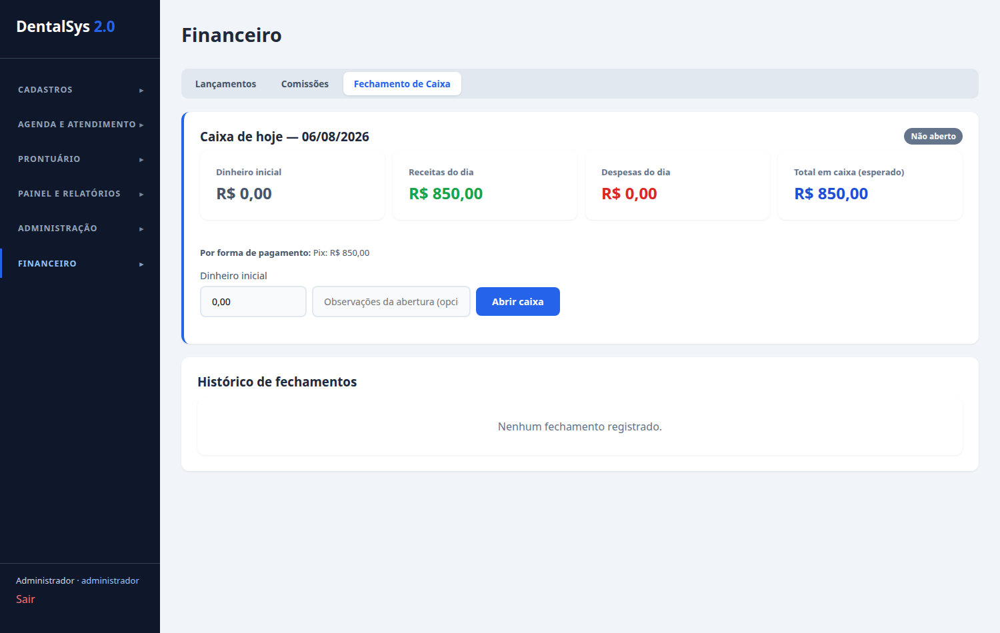 DentalSys 2.0
CADASTROS ▸
AGENDA E ATENDIMENTO ▸
PRONTUÁRIO ▸
PAINEL E RELATÓRIOS ▸
ADMINISTRAÇÃO ▸
FINANCEIRO ▸
Administrador · administrador
Sair
Financeiro
Lançamentos Comissões Fechamento de Caixa
Caixa de hoje — 06/08/2026 Não aberto
Dinheiro inicial
R$ 0,00
Receitas do dia
R$ 850,00
Despesas do dia
R$ 0,00
Total em caixa (esperado)
R$ 850,00
Por forma de pagamento: Pix: R$ 850,00
Dinheiro inicial
0,00 Observações da abertura (opci Abrir caixa
Histórico de fechamentos
Nenhum fechamento registrado.